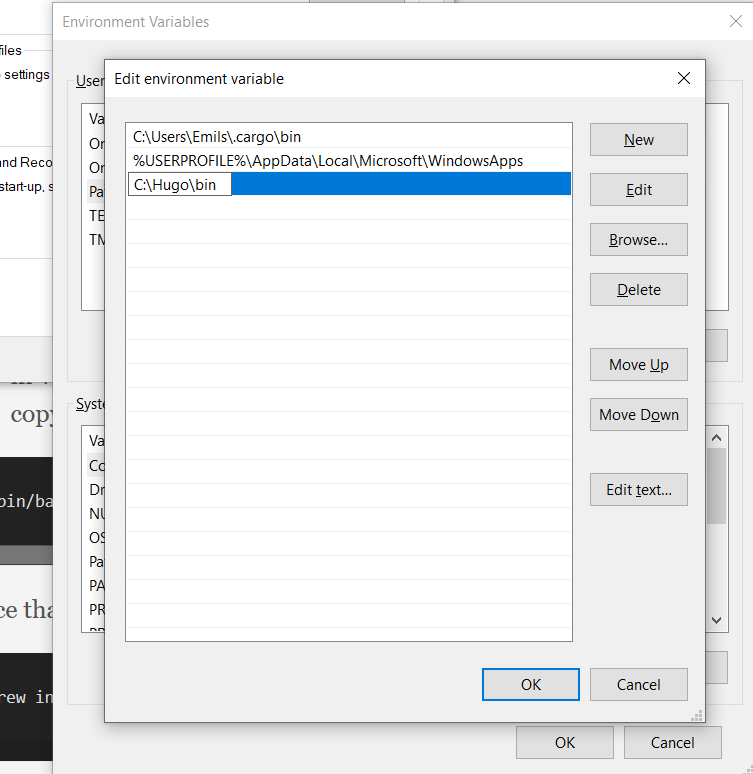 Environment Variables
files
settings
User
Edit environment variable
Va
On
On
Pa
TE
TM
C:\Users\Emils\.cargo\bin
%USERPROFILE%\AppData\Local\Microsoft\WindowsApps
C:\Hugo\bin
New
Edit
Browse...
Delete
Move Up
Move Down
Edit text...
and Reco
start-up, s
copy
Syste
Va
Co
Dr
NU
OS
Pa
PA
PR
bin/ba
ce tha
rew in
OK
Cancel
OK
Cancel